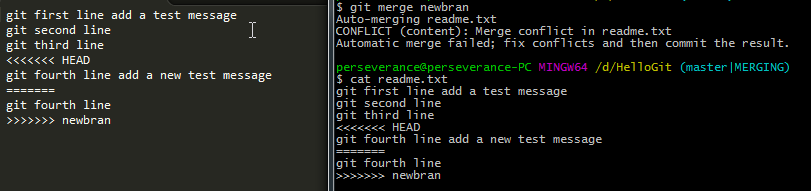 git first line add a test message
git second line
git third line
<<<<<<< HEAD
git fourth line add a new test message
=======
git fourth line
>>>>>>> newbran
$ git merge newbran
Auto-merging readme.txt
CONFLICT (content): Merge conflict in readme.txt
Automatic merge failed; fix conflicts and then commit the result.
perseverance@perseverance-PC MINGW64 /d/HelloGit (master|MERGING)
$ cat readme.txt
git first line add a test message
git second line
git third line
<<<<<<< HEAD
git fourth line add a new test message
=======
git fourth line
>>>>>>> newbran